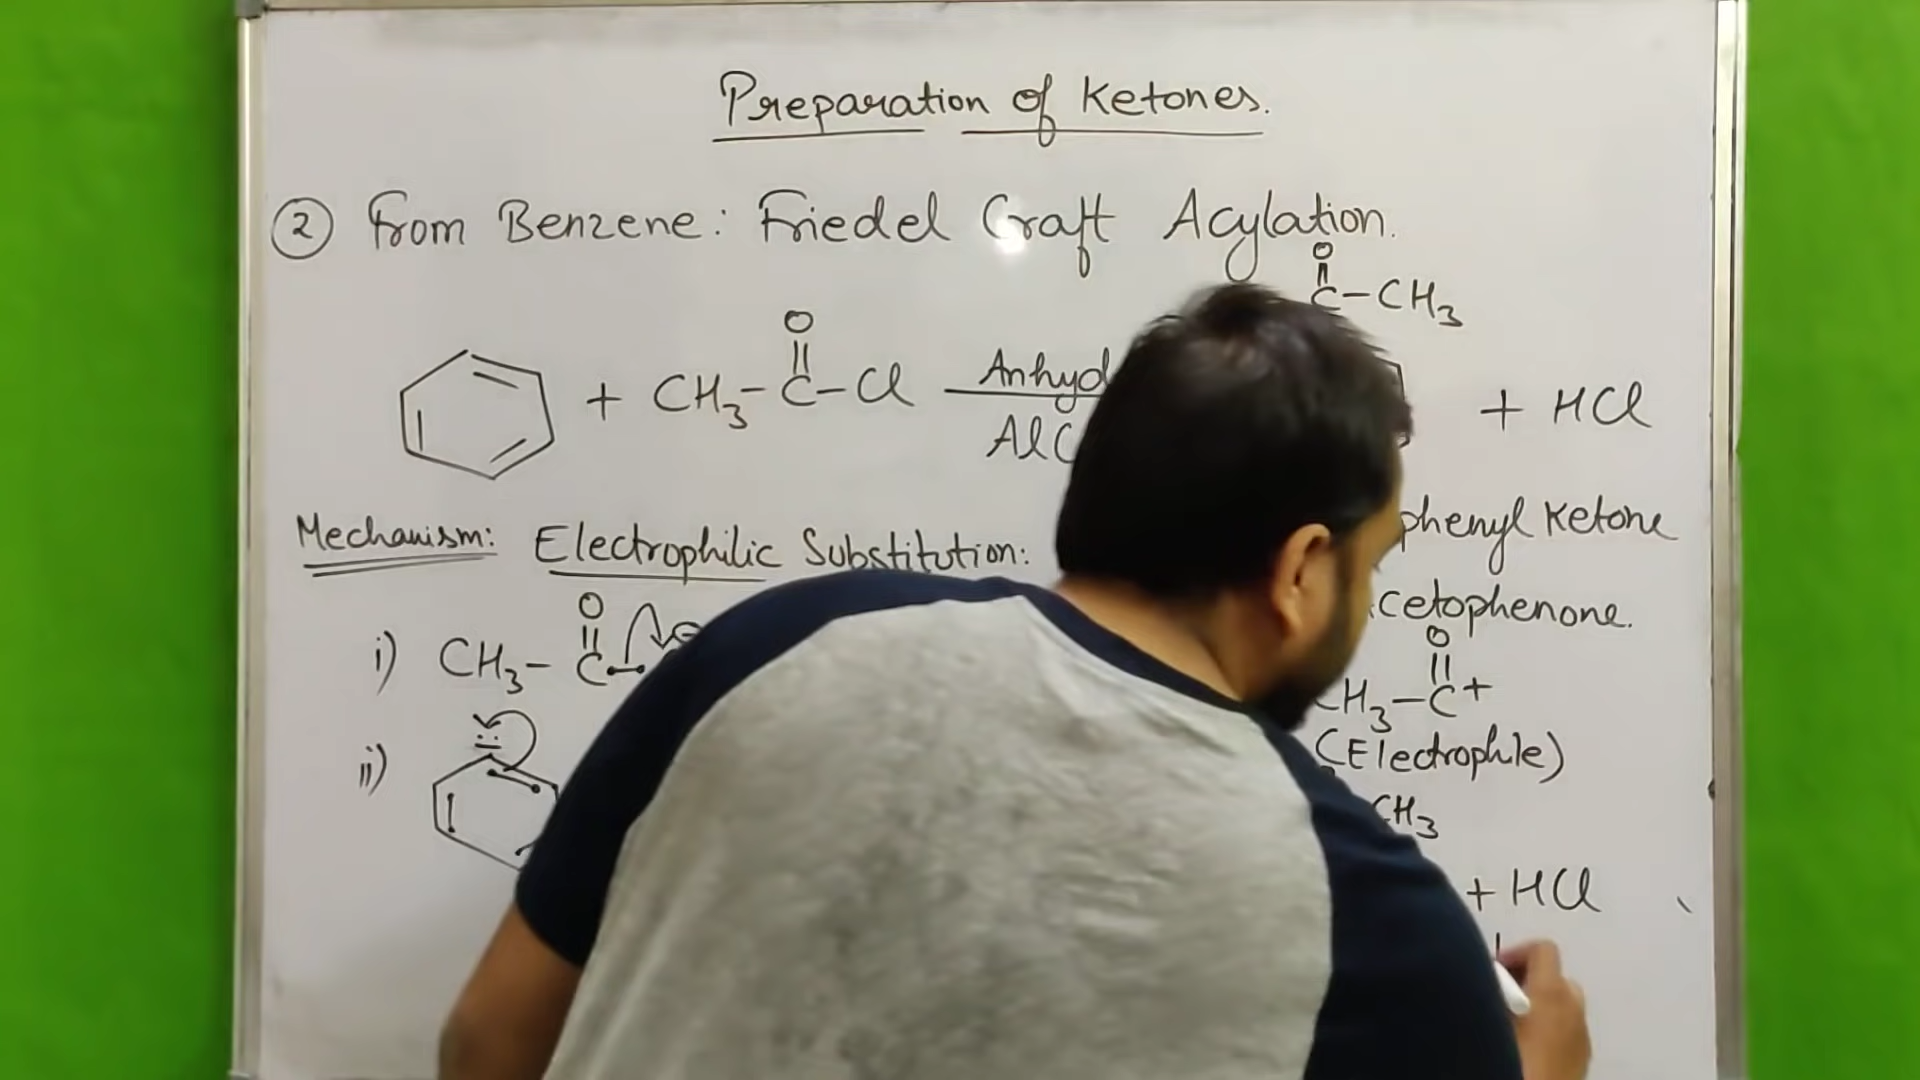 Preparation of Ketones.
② From Benzene: Friedel Craft Acylation.
O
C-CH3
O
+ CH3-C-Cl Anhyd + HCl
AlC
Mechanism: Electrophilic Substitution:
phenyl Ketone
cetophenone.
i) CH3-C
O
O
CH3-C+
(Electrophile)
ii)
CH3
+ HCl